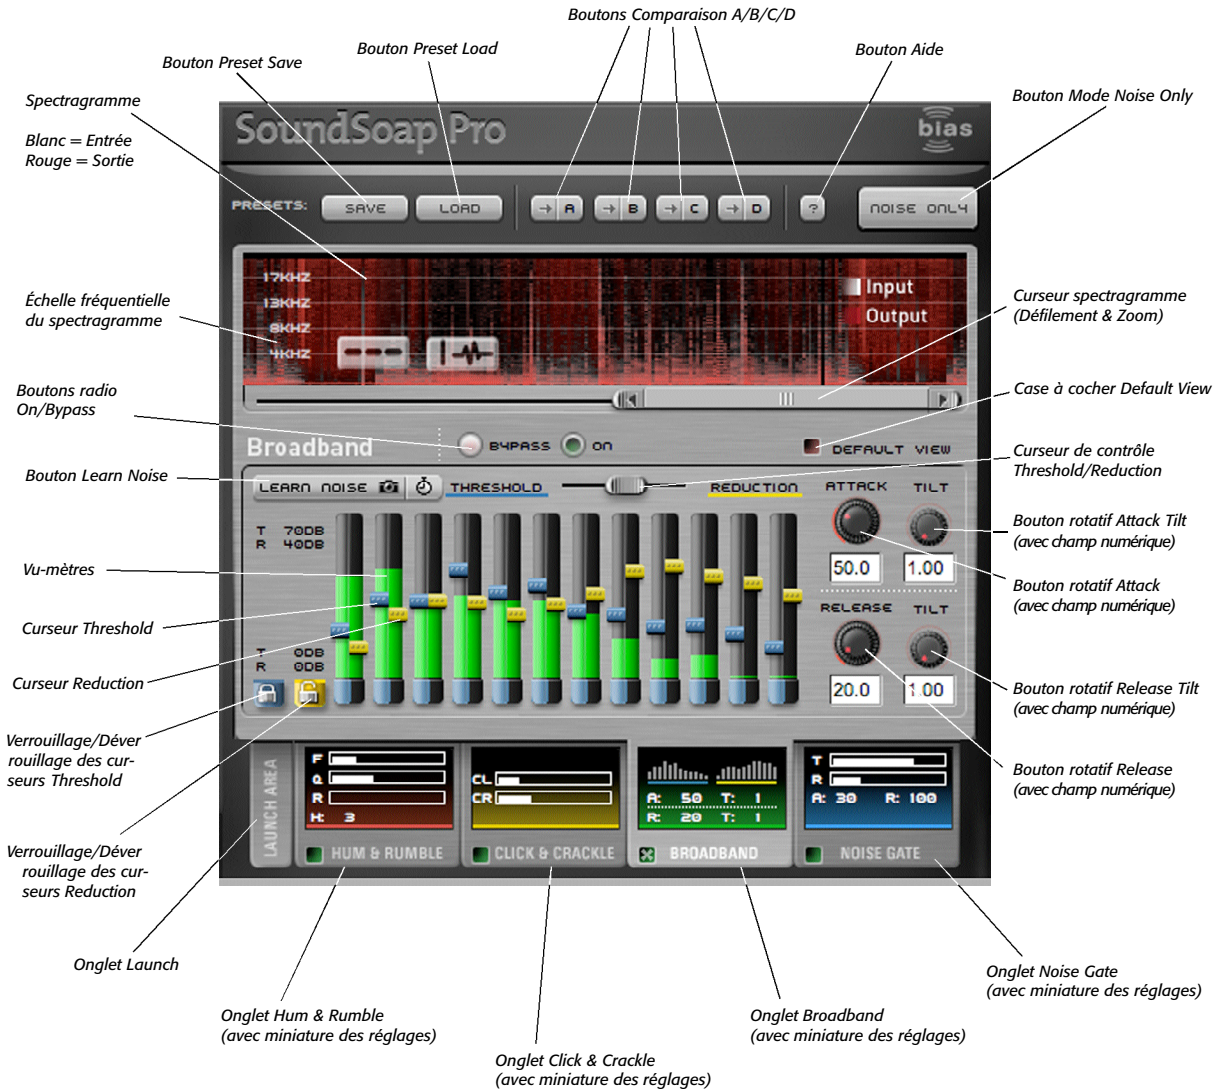 Boutons Comparaison A/B/C/D
Bouton Preset Load
Bouton Aide
Bouton Preset Save
Spectragramme
Bouton Mode Noise Only
Blanc = Entrée
Rouge = Sortie
SoundSoap Pro
bias
PRESETS:
SAVE
LOAD
→ A
→ B
→ C
→ D
?
NOISE ONLY
17KHZ
13KHZ
8KHZ
4KHZ
Input
Output
Échelle fréquentielle
du spectragramme
Curseur spectragramme
(Défilement & Zoom)
Boutons radio
On/Bypass
Case à cocher Default View
Broadband
BYPASS
ON
DEFAULT VIEW
Bouton Learn Noise
Curseur de contrôle
Threshold/Reduction
LEARN NOISE
THRESHOLD
REDUCTION
ATTACK
TILT
T 70DB
R 40DB
Bouton rotatif Attack Tilt
(avec champ numérique)
Vu-mètres
50.0
1.00
Bouton rotatif Attack
(avec champ numérique)
RELEASE
TILT
Curseur Threshold
T 0DB
R 0DB
Curseur Reduction
20.0
1.00
Bouton rotatif Release Tilt
(avec champ numérique)
Verrouillage/Déver
rouillage des cur-
seurs Threshold
Bouton rotatif Release
(avec champ numérique)
LAUNCH AREA
F
Q
R
H: 3
HUM & RUMBLE
CL
CR
CLICK & CRACKLE
A: 50 T: 1
R: 20 T: 1
BROADBAND
T
R
A: 30 R: 100
NOISE GATE
Verrouillage/Déver
rouillage des cur-
seurs Reduction
Onglet Launch
Onglet Noise Gate
(avec miniature des réglages)
Onglet Hum & Rumble
(avec miniature des réglages)
Onglet Broadband
(avec miniature des réglages)
Onglet Click & Crackle
(avec miniature des réglages)